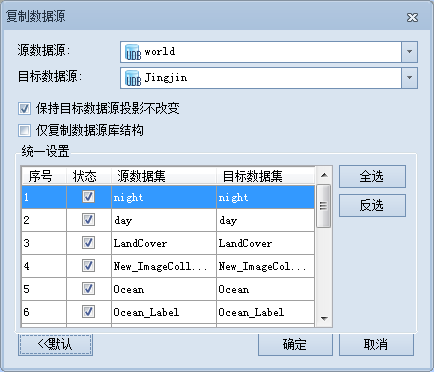 复制数据源
源数据源: UDB world
目标数据源: UDB Jingjin
保持目标数据源投影不改变
仅复制数据源库结构
统一设置
序号 状态 源数据集 目标数据集
1 night night
2 day day
3 LandCover LandCover
4 New_ImageColl... New_ImageColl...
5 Ocean Ocean
6 Ocean_Label Ocean_Label
全选
反选
<<默认 确定 取消